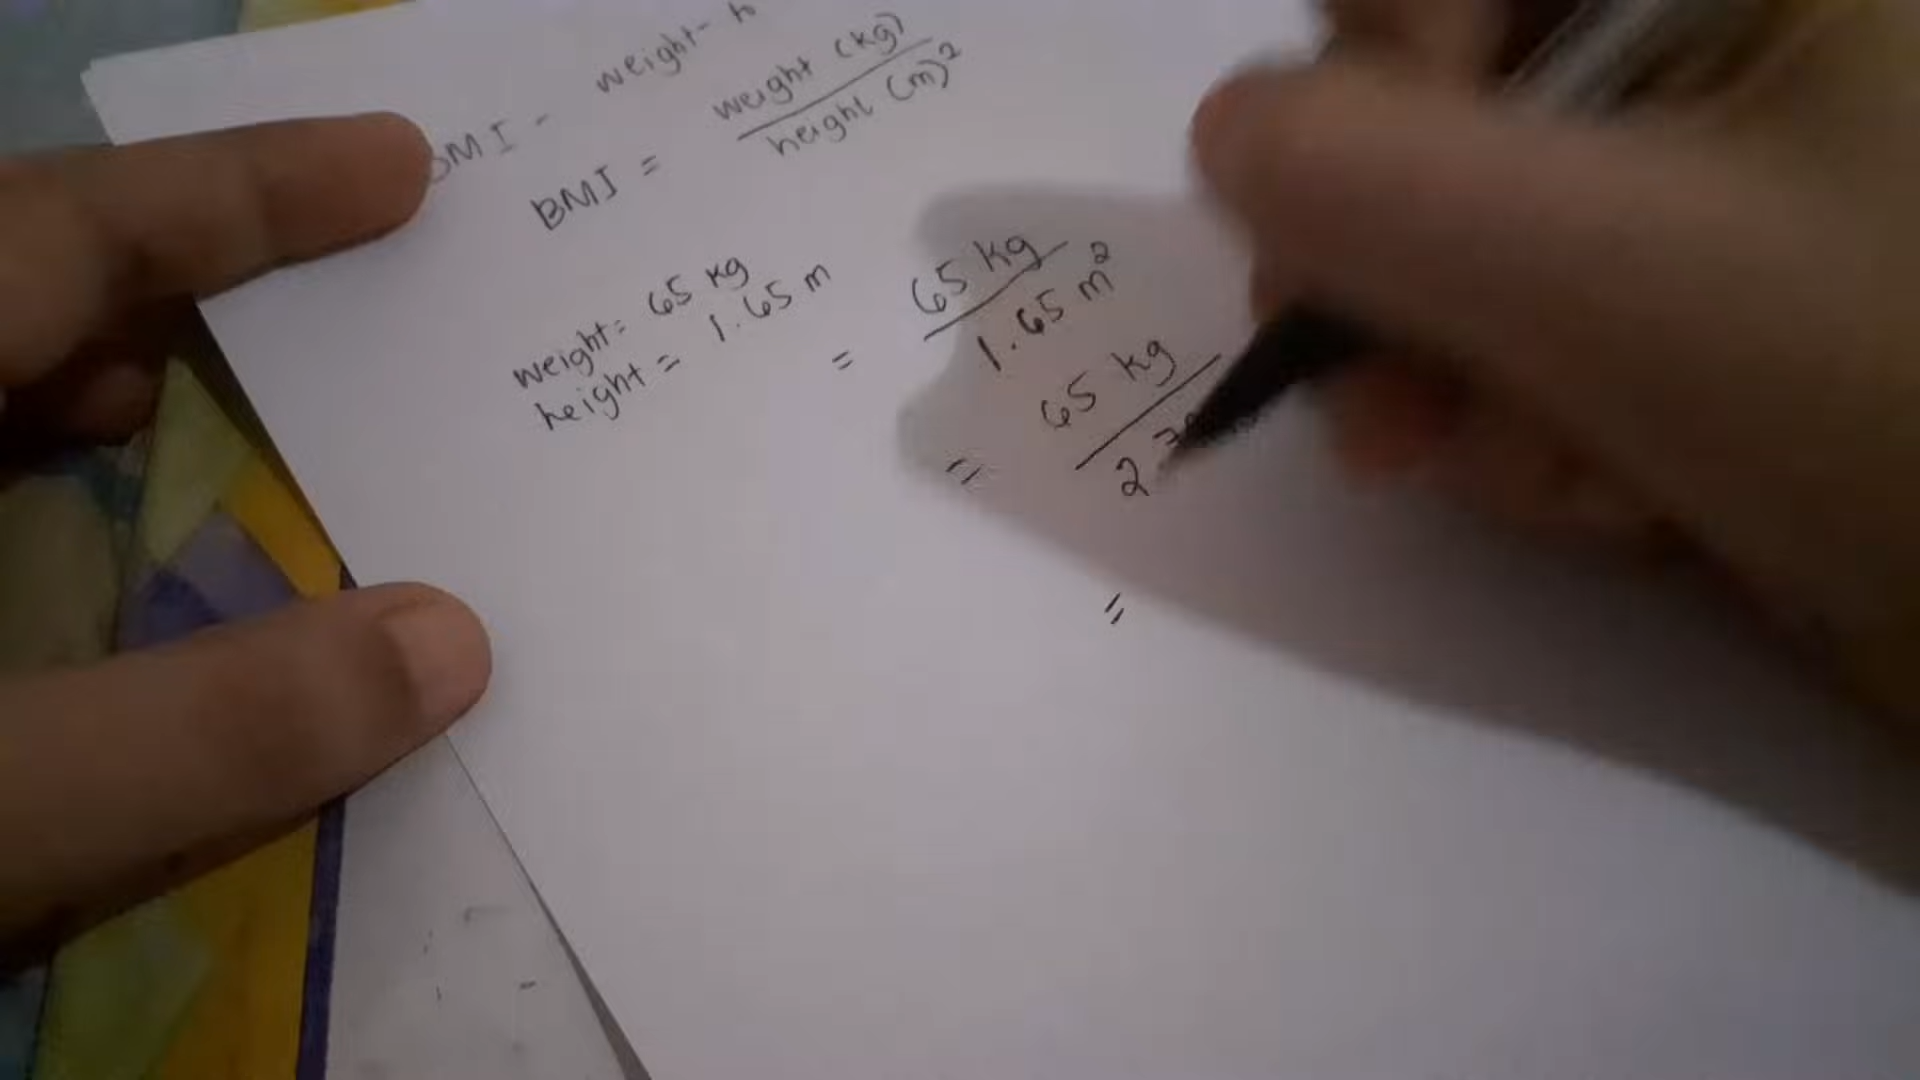 BMI - weight - h
BMI = weight (kg)
height (m)²
weight = 65 kg
height = 1.65 m
= 65 kg
1.65 m²
= 65 kg
2
=